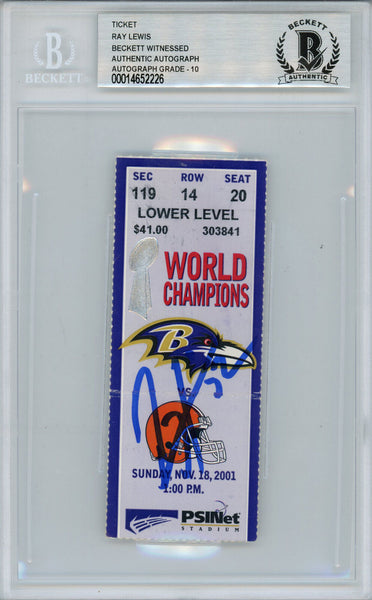 TICKET
RAY LEWIS
BECKETT WITNESSED
AUTHENTIC AUTOGRAPH
AUTOGRAPH GRADE - 10
00014652226
B
BECKETT
B
BECKETT
AUTHENTIC
SEC ROW SEAT
119 14 20
LOWER LEVEL
$41.00 303841
WORLD
CHAMPIONS
B
VS
SUNDAY, NOV. 18, 2001
1:00 P.M.
PSINet
STADIUM